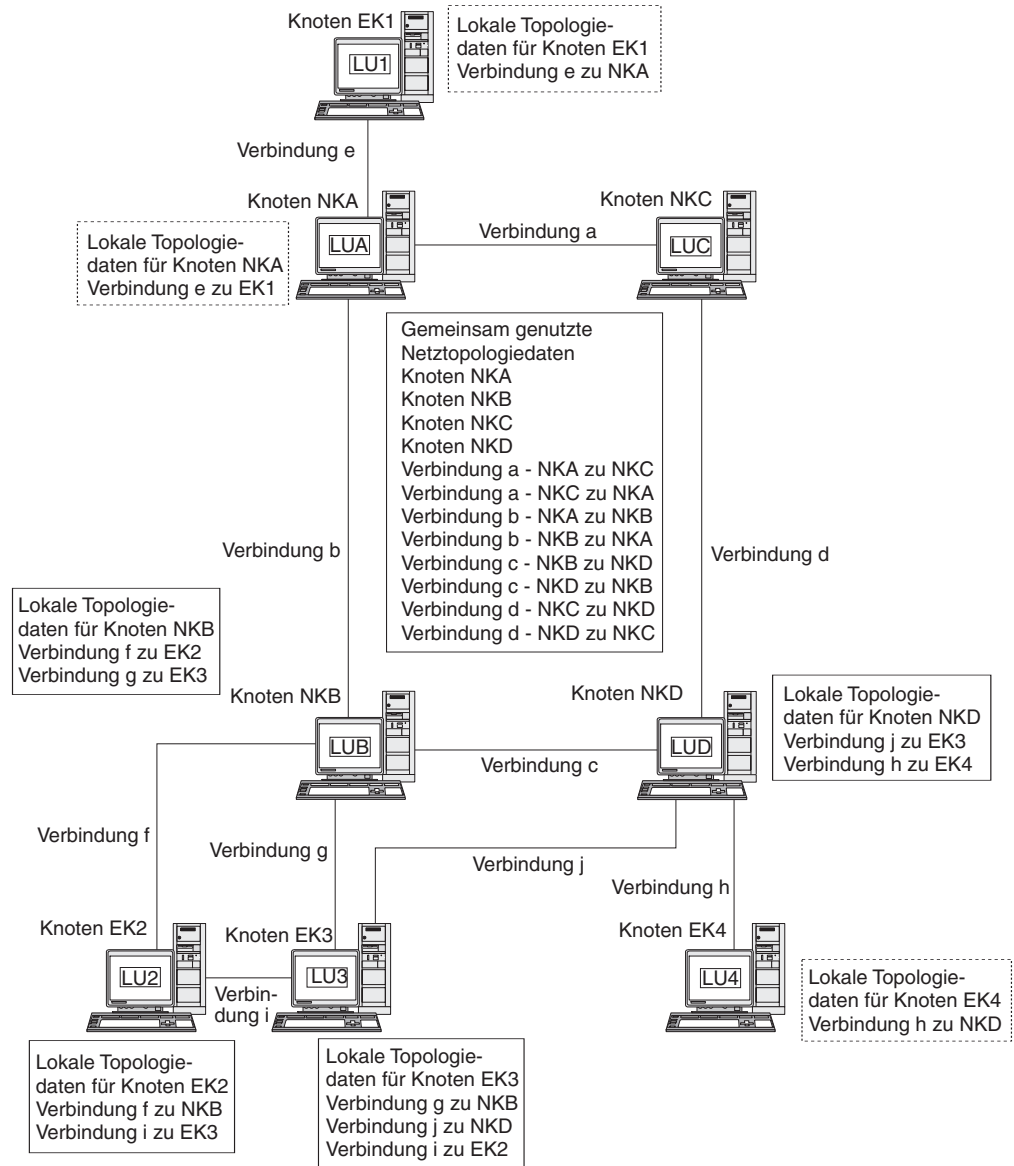 Knoten EK1
LU1
Lokale Topologie-
daten für Knoten EK1
Verbindung e zu NKA
Verbindung e
Knoten NKA
LUA
Knoten NKC
LUC
Verbindung a
Lokale Topologie-
daten für Knoten NKA
Verbindung e zu EK1
Gemeinsam genutzte
Netztopologiedaten
Knoten NKA
Knoten NKB
Knoten NKC
Knoten NKD
Verbindung a - NKA zu NKC
Verbindung a - NKC zu NKA
Verbindung b - NKA zu NKB
Verbindung b - NKB zu NKA
Verbindung c - NKB zu NKD
Verbindung c - NKD zu NKB
Verbindung d - NKC zu NKD
Verbindung d - NKD zu NKC
Verbindung b
Verbindung d
Lokale Topologie-
daten für Knoten NKB
Verbindung f zu EK2
Verbindung g zu EK3
Knoten NKB
LUB
Knoten NKD
LUD
Verbindung c
Lokale Topologie-
daten für Knoten NKD
Verbindung j zu EK3
Verbindung h zu EK4
Verbindung f
Verbindung g
Verbindung j
Verbindung h
Knoten EK2
LU2
Knoten EK3
LU3
Verbin-
dung i
Knoten EK4
LU4
Lokale Topologie-
daten für Knoten EK4
Verbindung h zu NKD
Lokale Topologie-
daten für Knoten EK2
Verbindung f zu NKB
Verbindung i zu EK3
Lokale Topologie-
daten für Knoten EK3
Verbindung g zu NKB
Verbindung j zu NKD
Verbindung i zu EK2